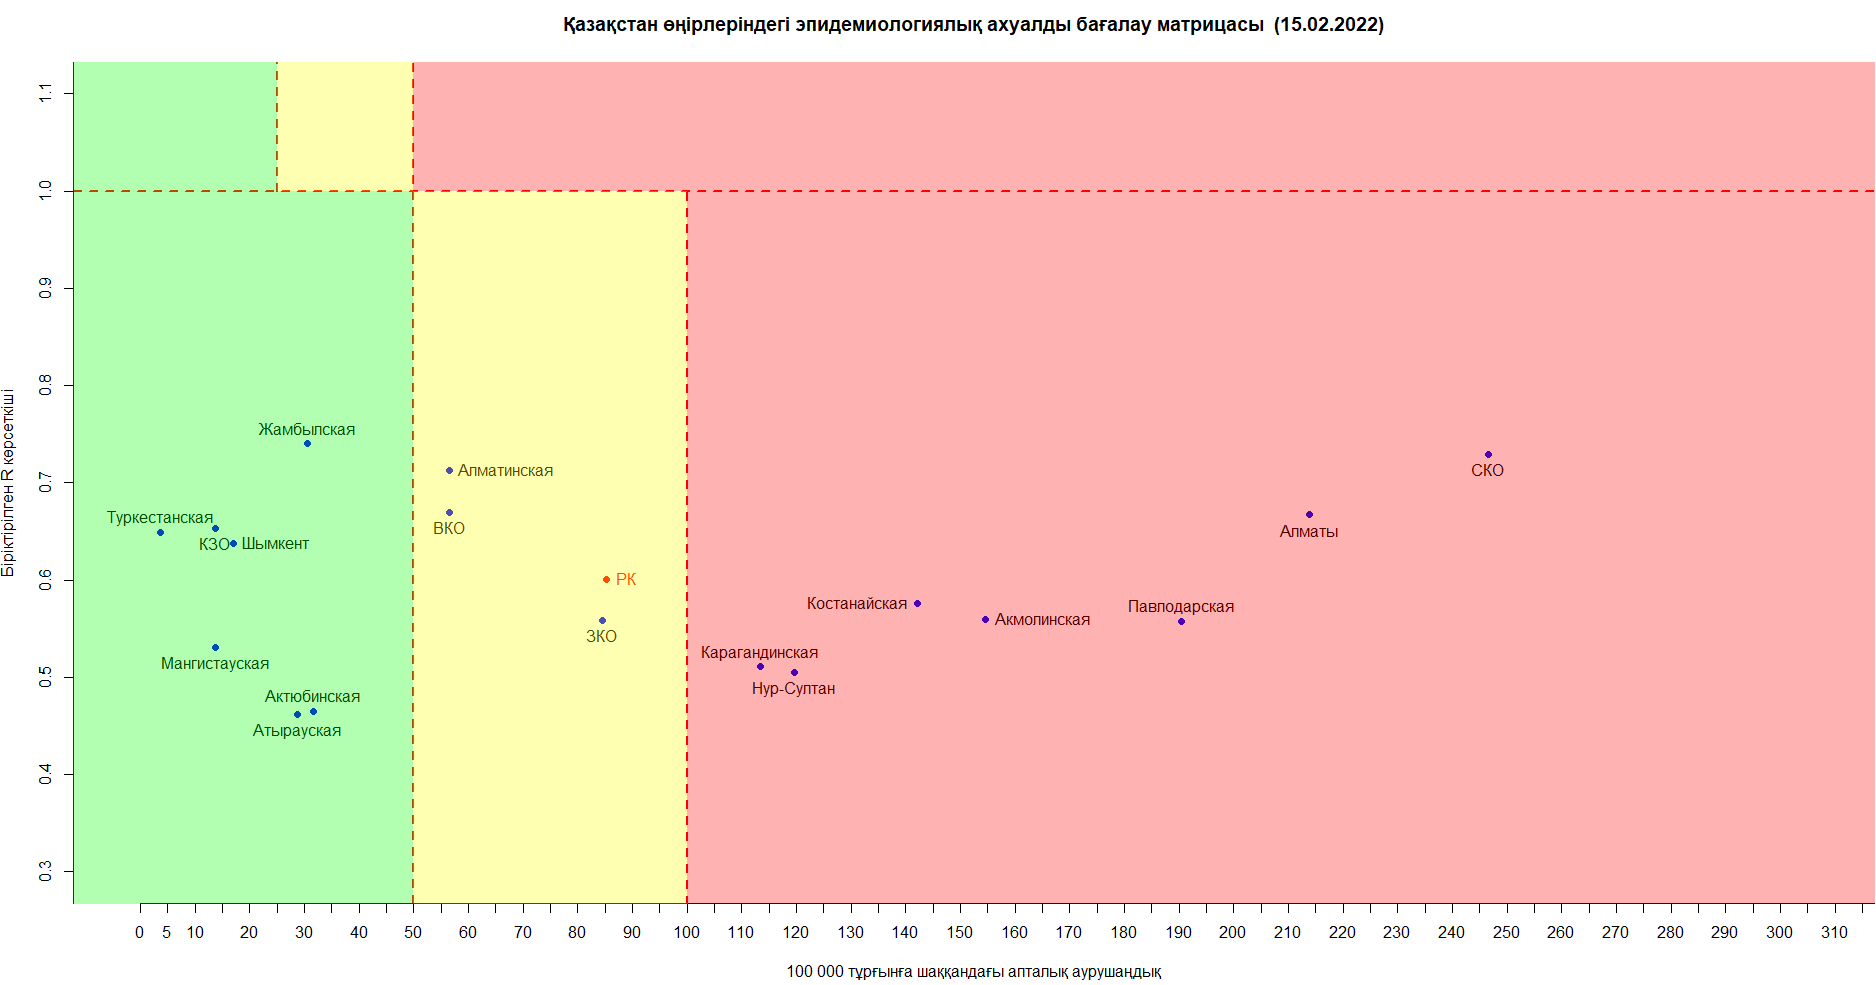 Қазақстан өңірлеріндегі эпидемиологиялық ахуалды бағалау матрицасы (15.02.2022)
Біріктірілген R көрсеткіші
1.1
1.0
0.9
0.8
0.7
0.6
0.5
0.4
0.3
Жамбылская
Алматинская
СКО
Туркестанская
ВКО
Алматы
КЗО
Шымкент
РК
Костанайская
Павлодарская
Акмолинская
ЗКО
Карагандинская
Мангистауская
Нур-Султан
Актюбинская
Атырауская
0 5 10 20 30 40 50 60 70 80 90 100 110 120 130 140 150 160 170 180 190 200 210 220 230 240 250 260 270 280 290 300 310
100 000 тұрғынға шаққандағы апталық аурушаңдық